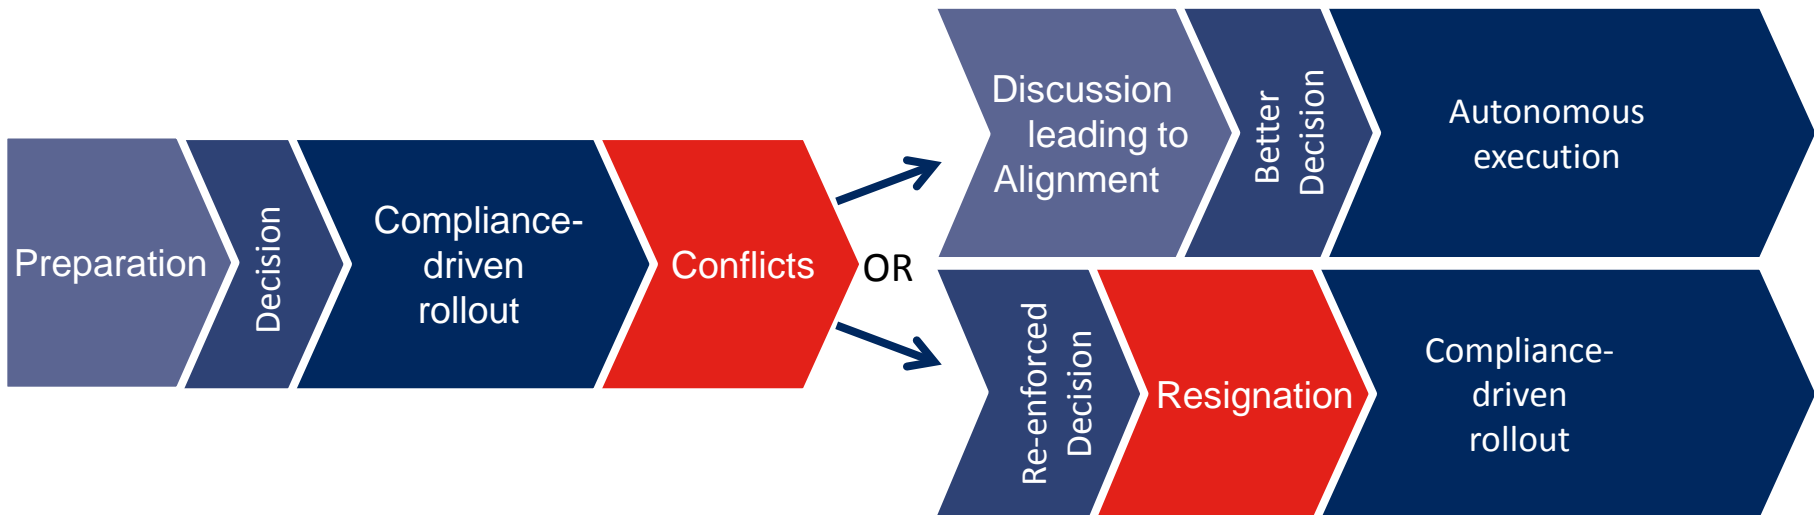 Preparation
Decision
Compliance-
driven
rollout
Conflicts
OR
Discussion
leading to
Alignment
Better
Decision
Autonomous
execution
Re-enforced
Decision
Resignation
Compliance-
driven
rollout